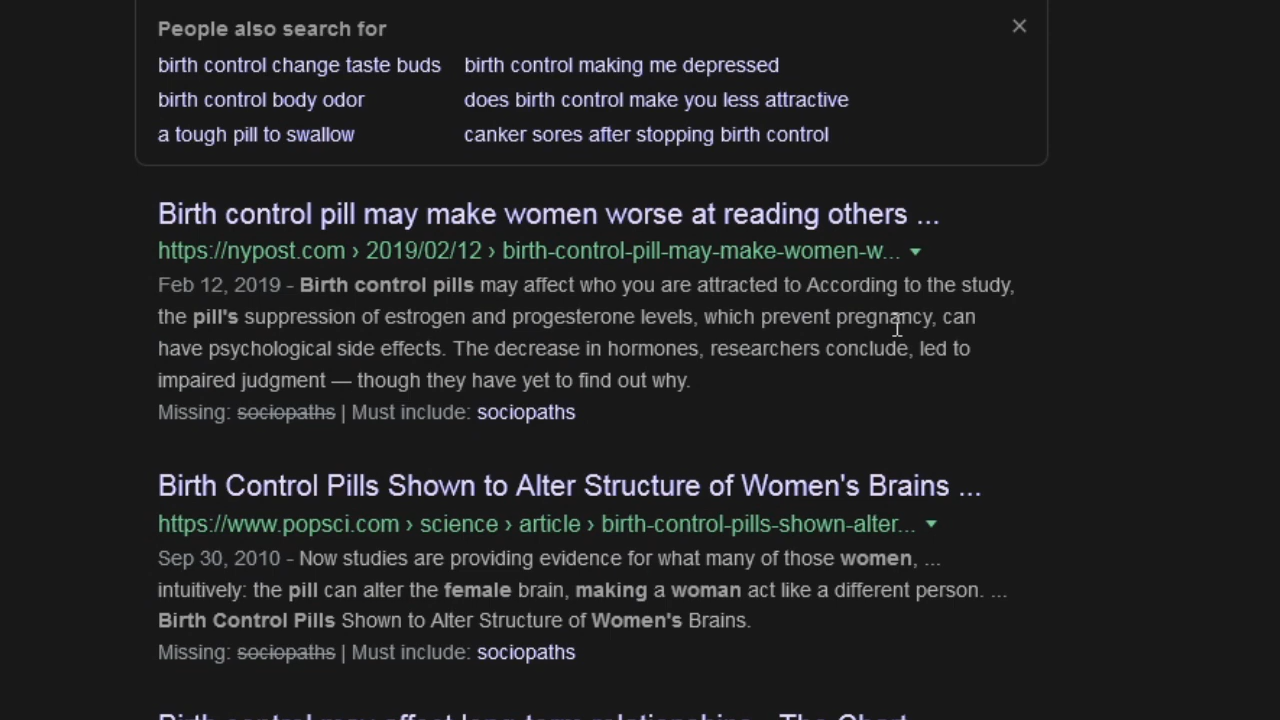 People also search for
birth control change taste buds birth control making me depressed
birth control body odor does birth control make you less attractive
a tough pill to swallow canker sores after stopping birth control
Birth control pill may make women worse at reading others ...
https://nypost.com › 2019/02/12 › birth-control-pill-may-make-women-w...
Feb 12, 2019 - Birth control pills may affect who you are attracted to According to the study,
the pill's suppression of estrogen and progesterone levels, which prevent pregnancy, can
have psychological side effects. The decrease in hormones, researchers conclude, led to
impaired judgment — though they have yet to find out why.
Missing: sociopaths | Must include: sociopaths
Birth Control Pills Shown to Alter Structure of Women's Brains ...
https://www.popsci.com › science › article › birth-control-pills-shown-alter...
Sep 30, 2010 - Now studies are providing evidence for what many of those women, ...
intuitively: the pill can alter the female brain, making a woman act like a different person. ...
Birth Control Pills Shown to Alter Structure of Women's Brains.
Missing: sociopaths | Must include: sociopaths
Birth control may affect long-term relationships - The Chart